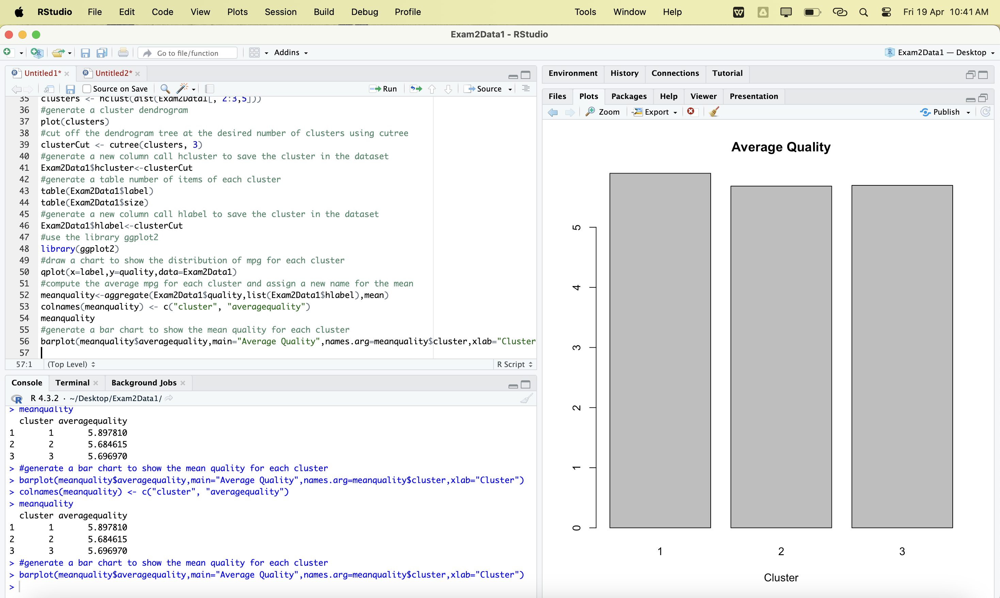 RStudio File Edit Code View Plots Session Build Debug Profile Tools Window Help Fri 19 Apr 10:41 AM
Exam2Data1 - RStudio
Go to file/function Addins Exam2Data1 — Desktop
Untitled1* Untitled2*
Source on Save Run Source
35 clusters <- hclust(dist(Exam2Data1[, 2:3,5]))
36 #generate a cluster dendrogram
37 plot(clusters)
38 #cut off the dendrogram tree at the desired number of clusters using cutree
39 clusterCut <- cutree(clusters, 3)
40 #generate a new column call hcluster to save the cluster in the dataset
41 Exam2Data1$hcluster<-clusterCut
42 #generate a table number of items of each cluster
43 table(Exam2Data1$label)
44 table(Exam2Data1$size)
45 #generate a new column call hlabel to save the cluster in the dataset
46 Exam2Data1$hlabel<-clusterCut
47 #use the library ggplot2
48 library(ggplot2)
49 #draw a chart to show the distribution of mpg for each cluster
50 qplot(x=label,y=quality,data=Exam2Data1)
51 #compute the average mpg for each cluster and assign a new name for the mean
52 meanquality<-aggregate(Exam2Data1$quality,list(Exam2Data1$hlabel),mean)
53 colnames(meanquality) <- c("cluster", "averagequality")
54 meanquality
55 #generate a bar chart to show the mean quality for each cluster
56 barplot(meanquality$averagequality,main="Average Quality",names.arg=meanquality$cluster,xlab="Cluster
57
57:1 (Top Level) R Script
Console Terminal Background Jobs
R 4.3.2 · ~/Desktop/Exam2Data1/
> meanquality
cluster averagequality
1 1 5.897810
2 2 5.684615
3 3 5.696970
> #generate a bar chart to show the mean quality for each cluster
> barplot(meanquality$averagequality,main="Average Quality",names.arg=meanquality$cluster,xlab="Cluster")
> colnames(meanquality) <- c("cluster", "averagequality")
> meanquality
cluster averagequality
1 1 5.897810
2 2 5.684615
3 3 5.696970
> #generate a bar chart to show the mean quality for each cluster
> barplot(meanquality$averagequality,main="Average Quality",names.arg=meanquality$cluster,xlab="Cluster")
>
Environment History Connections Tutorial
Files Plots Packages Help Viewer Presentation
Zoom Export Publish
Average Quality
5
4
3
2
1
0
1 2 3
Cluster